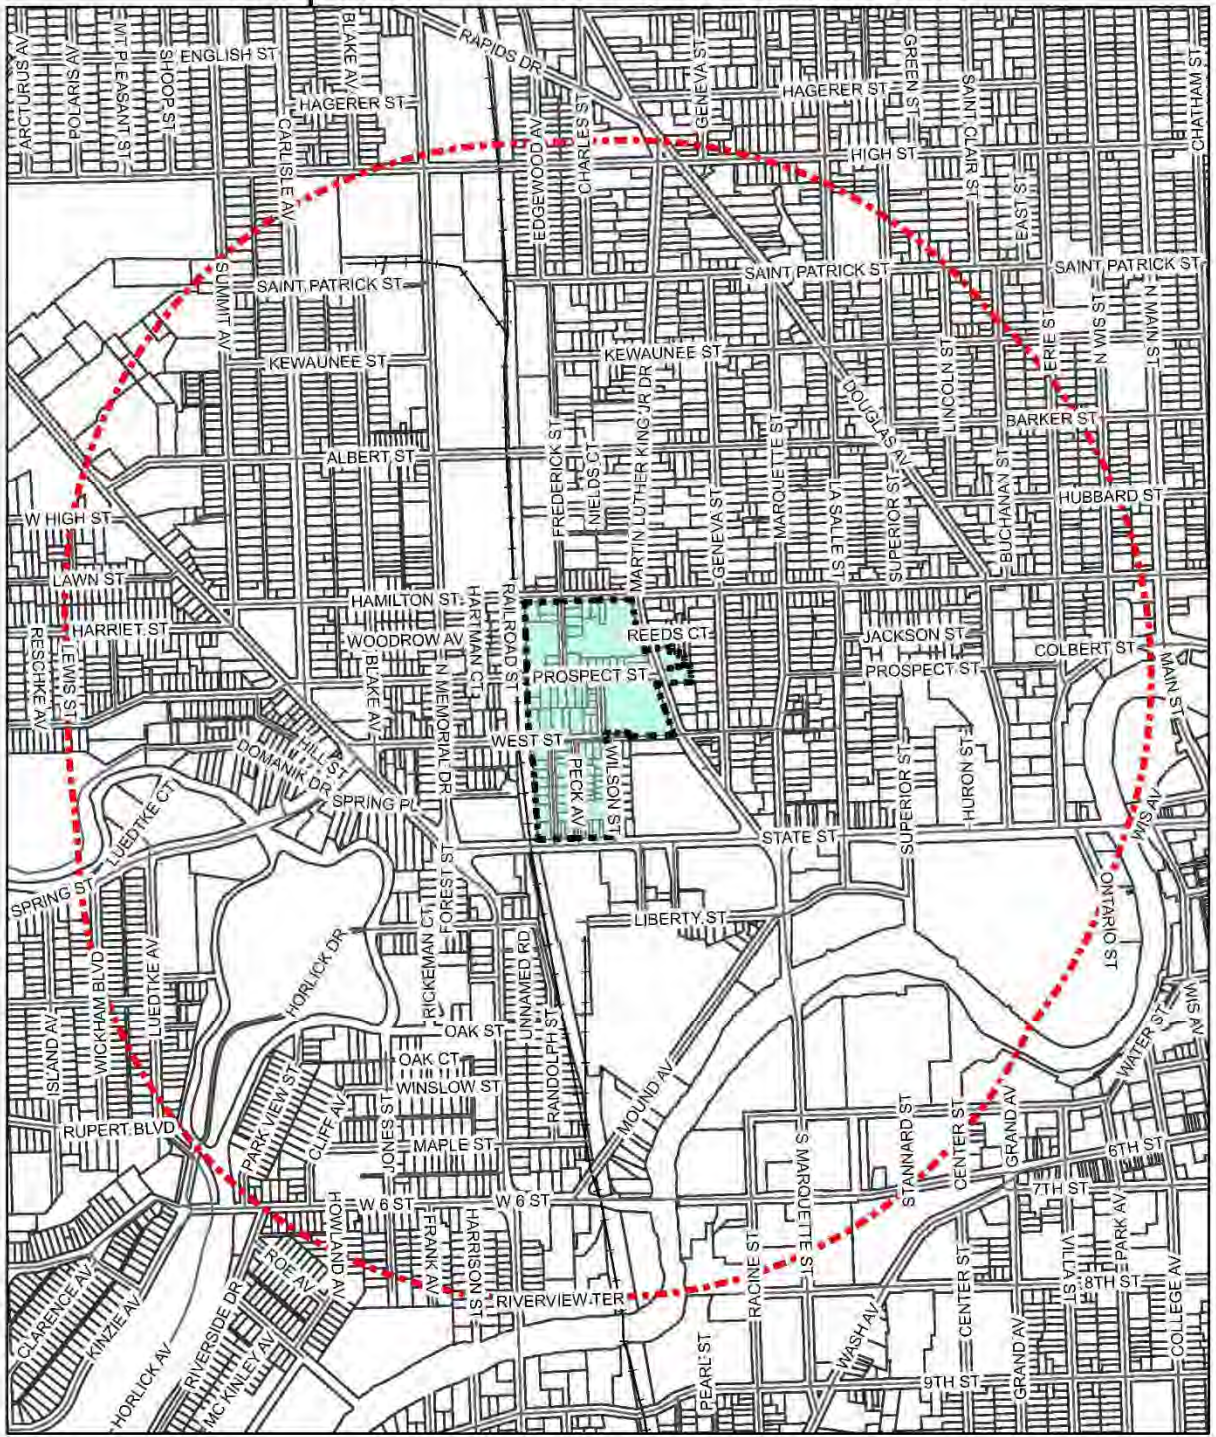 ARCTURUS AV
POLARIS AV
MT PLEASANT ST
SHOOP ST
ENGLISH ST
BLAKE AV
HAGERER ST
CARLISLE AV
RAPIDS DR
GENEVA ST
HAGERER ST
GREEN ST
SAINT CLAIR ST
CHATHAM ST
EDGEWOOD AV
CHARLES ST
HIGH ST
EAST ST
SUMMIT AV
SAINT PATRICK ST
SAINT PATRICK ST
SAINT PATRICK ST
KEWAUNEE ST
KEWAUNEE ST
ERIE ST
N WIS ST
N MAIN ST
LINCOLN ST
DOUGLAS AV
BARKER ST
ALBERT ST
FREDERICK ST
NIELDS CT
MARTIN LUTHER KING JR DR
GENEVA ST
MARQUETTE ST
LA SALLE ST
SUPERIOR ST
BUCHANAN ST
HUBBARD ST
W HIGH ST
LAWN ST
HAMILTON ST
HARTMAN CT
RAILROAD ST
RESCHKE AV
HARRIET ST
LEWIS ST
WOODROW AV
BLAKE AV
N MEMORIAL DR
REEDS CT
JACKSON ST
COLBERT ST
PROSPECT ST
PROSPECT ST
MAIN ST
WEST ST
HILL ST
DOMANIK DR
SPRING PL
PECK AV
WILSON ST
SUPERIOR ST
HURON ST
LUEDTKE CT
STATE ST
WIS AV
SPRING ST
FOREST ST
RICKEMAN CT
LIBERTY ST
ONTARIO ST
WICKHAM BLVD
LUEDTKE AV
HORLICK DR
UNNAMED RD
ISLAND AV
OAK ST
RANDOLPH ST
WATER ST
WIS AV
OAK CT
WINSLOW ST
MOUND AV
RUPERT BLVD
PARK VIEW ST
CLIFF AV
JONES ST
MAPLE ST
S MARQUETTE ST
STANNARD ST
CENTER ST
GRAND AV
6TH ST
W 6 ST
W 6 ST
7TH ST
HOWLAND AV
FRANK AV
HARRISON ST
RACINE ST
VILLA ST
PARK AV
COLLEGE AV
ROE AV
RIVERVIEW TER
8TH ST
CLARENCE AV
KINZIE AV
HORLICK AV
RIVERSIDE DR
MC KINLEY AV
PEARL ST
WASH AV
CENTER ST
GRAND AV
9TH ST